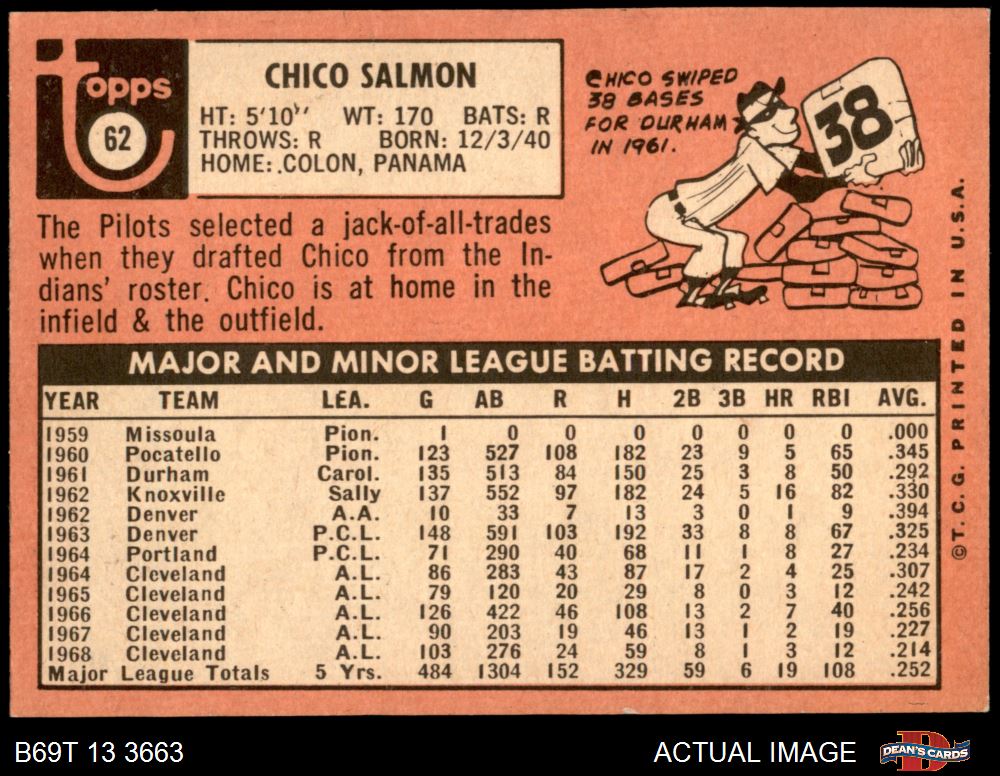 Topps
62
CHICO SALMON
HT: 5'10'' WT: 170 BATS: R
THROWS: R BORN: 12/3/40
HOME: COLON, PANAMA
CHICO SWIPED
38 BASES
FOR DURHAM
IN 1961.
38
The Pilots selected a jack-of-all-trades
when they drafted Chico from the In-
dians' roster. Chico is at home in the
infield & the outfield.
MAJOR AND MINOR LEAGUE BATTING RECORD
YEAR TEAM LEA. G AB R H 2B 3B HR RBI AVG.
1959 Missoula Pion. 1 0 0 0 0 0 0 0 .000
1960 Pocatello Pion. 123 527 108 182 23 9 5 65 .345
1961 Durham Carol. 135 513 84 150 25 3 8 50 .292
1962 Knoxville Sally 137 552 97 182 24 5 16 82 .330
1962 Denver A.A. 10 33 7 13 3 0 1 9 .394
1963 Denver P.C.L. 148 591 103 192 33 8 8 67 .325
1964 Portland P.C.L. 71 290 40 68 11 1 8 27 .234
1964 Cleveland A.L. 86 283 43 87 17 2 4 25 .307
1965 Cleveland A.L. 79 120 20 29 8 0 3 12 .242
1966 Cleveland A.L. 126 422 46 108 13 2 7 40 .256
1967 Cleveland A.L. 90 203 19 46 13 1 2 19 .227
1968 Cleveland A.L. 103 276 24 59 8 1 3 12 .214
Major League Totals 5 Yrs. 484 1304 152 329 59 6 19 108 .252
©T. C. G. PRINTED IN U.S.A.
B69T 13 3663
ACTUAL IMAGE
DEAN'S CARDS